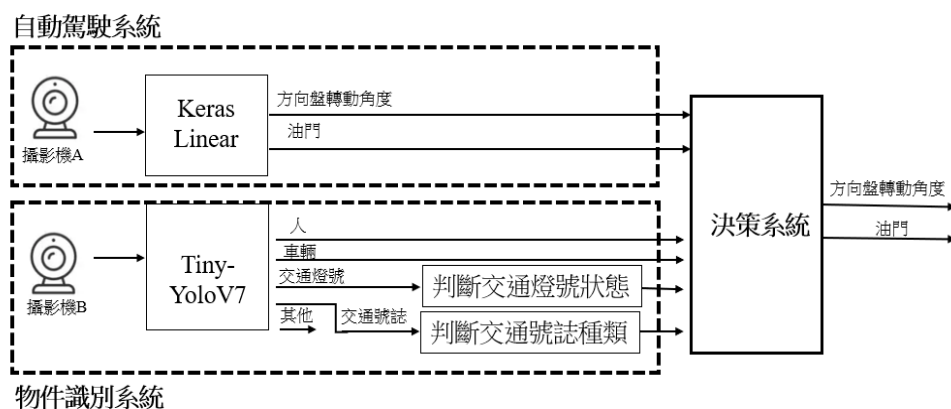 自動駕駛系統
攝影機A
Keras
Linear
方向盤轉動角度
油門
攝影機B
Tiny-
YoloV7
人
車輛
交通燈號
判斷交通燈號狀態
其他
交通號誌
判斷交通號誌種類
決策系統
方向盤轉動角度
油門
物件識別系統